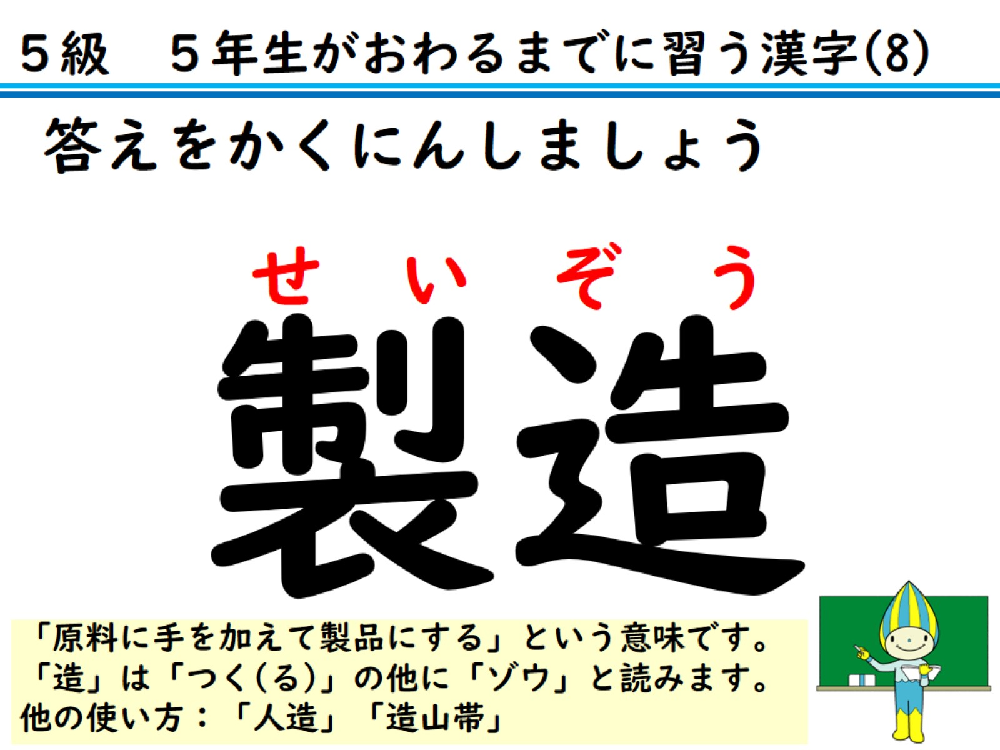 ５級　５年生がおわるまでに習う漢字(8)
答えをかくにんしましょう
せいぞう
製造
「原料に手を加えて製品にする」という意味です。
「造」は「つく(る)」の他に「ゾウ」と読みます。
他の使い方：「人造」「造山帯」